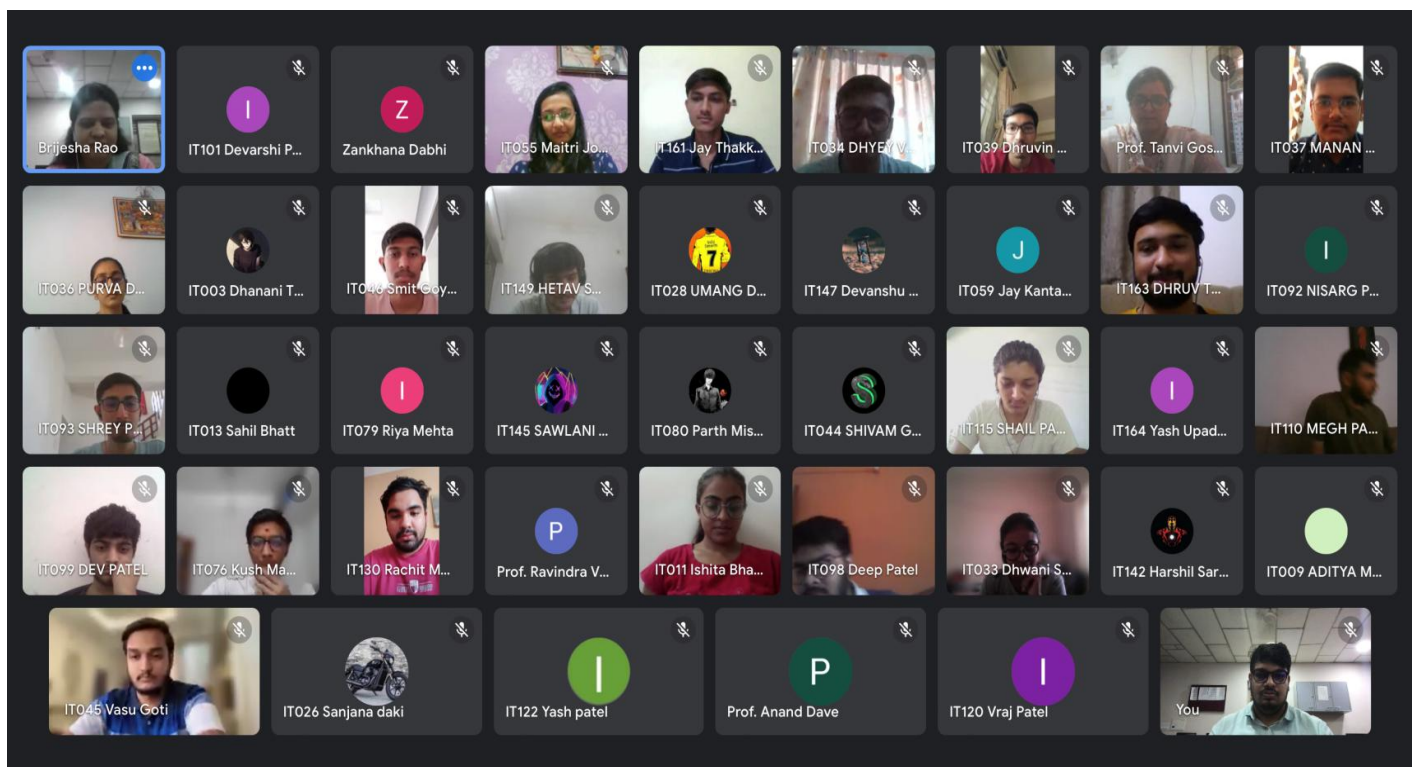 Brijesha Rao
I
IT101 Devarshi P...
Z
Zankhana Dabhi
IT055 Maitri Jo...
IT161 Jay Thakk...
IT034 DHYEY V...
IT039 Dhruvin ...
Prof. Tanvi Gos...
IT037 MANAN ...
IT036 PURVA D...
IT003 Dhanani T...
IT046 Smit Goy...
IT149 HETAV S...
7
IT028 UMANG D...
IT147 Devanshu ...
J
IT059 Jay Kanta...
IT163 DHRUV T...
I
IT092 NISARG P...
IT093 SHREY P...
IT013 Sahil Bhatt
I
IT079 Riya Mehta
IT145 SAWLANI ...
IT080 Parth Mis...
S
IT044 SHIVAM G...
IT115 SHAIL PA...
I
IT164 Yash Upad...
IT110 MEGH PA...
IT099 DEV PATEL
IT076 Kush Ma...
IT130 Rachit M...
P
Prof. Ravindra V...
IT011 Ishita Bha...
IT098 Deep Patel
IT033 Dhwani S...
IT142 Harshil Sar...
IT009 ADITYA M...
IT045 Vasu Goti
IT026 Sanjana daki
I
IT122 Yash patel
P
Prof. Anand Dave
I
IT120 Vraj Patel
You